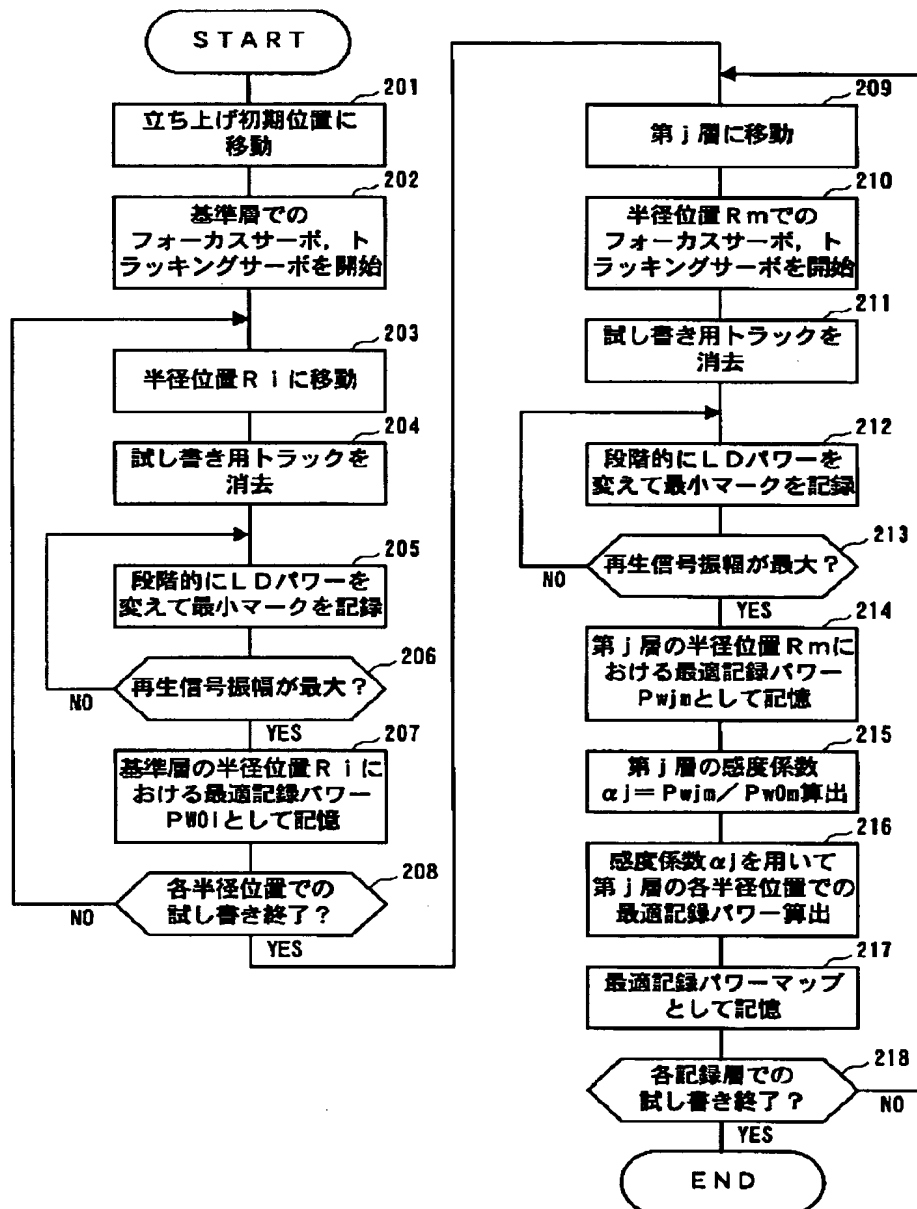 START
201
立ち上げ初期位置に
移動
202
基準層での
フォーカスサーボ，ト
ラッキングサーボを開始
203
半径位置Ｒｉに移動
204
試し書き用トラックを
消去
205
段階的にＬＤパワーを
変えて最小マークを記録
206
再生信号振幅が最大？
NO
YES
207
基準層の半径位置Ｒｉに
おける最適記録パワー
PW0iとして記憶
208
各半径位置での
試し書き終了？
NO
YES
209
第ｊ層に移動
210
半径位置Ｒｍでの
フォーカスサーボ，ト
ラッキングサーボを開始
211
試し書き用トラックを
消去
212
段階的にＬＤパワーを
変えて最小マークを記録
213
再生信号振幅が最大？
NO
YES
214
第ｊ層の半径位置Ｒｍに
おける最適記録パワー
Pwjmとして記憶
215
第ｊ層の感度係数
αj＝Pwjm／Pw0m算出
216
感度係数αjを用いて
第ｊ層の各半径位置での
最適記録パワー算出
217
最適記録パワーマップ
として記憶
218
各記録層での
試し書き終了？
NO
YES
END